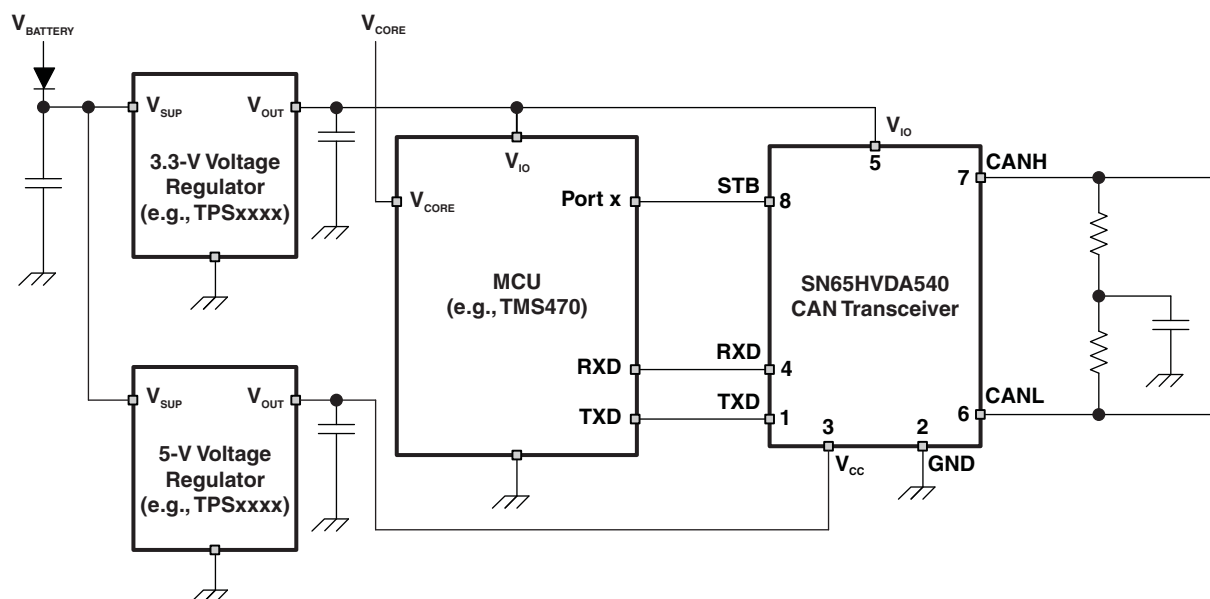 VBATTERY
VCORE
VSUP
VOUT
3.3-V Voltage
Regulator
(e.g., TPSxxxx)
VIO
VCORE
Port x
MCU
(e.g., TMS470)
RXD
TXD
STB
RXD
TXD
VIO
5
8
7
CANH
SN65HVDA540
CAN Transceiver
4
1
3
2
6
CANL
VCC
GND
VSUP
VOUT
5-V Voltage
Regulator
(e.g., TPSxxxx)